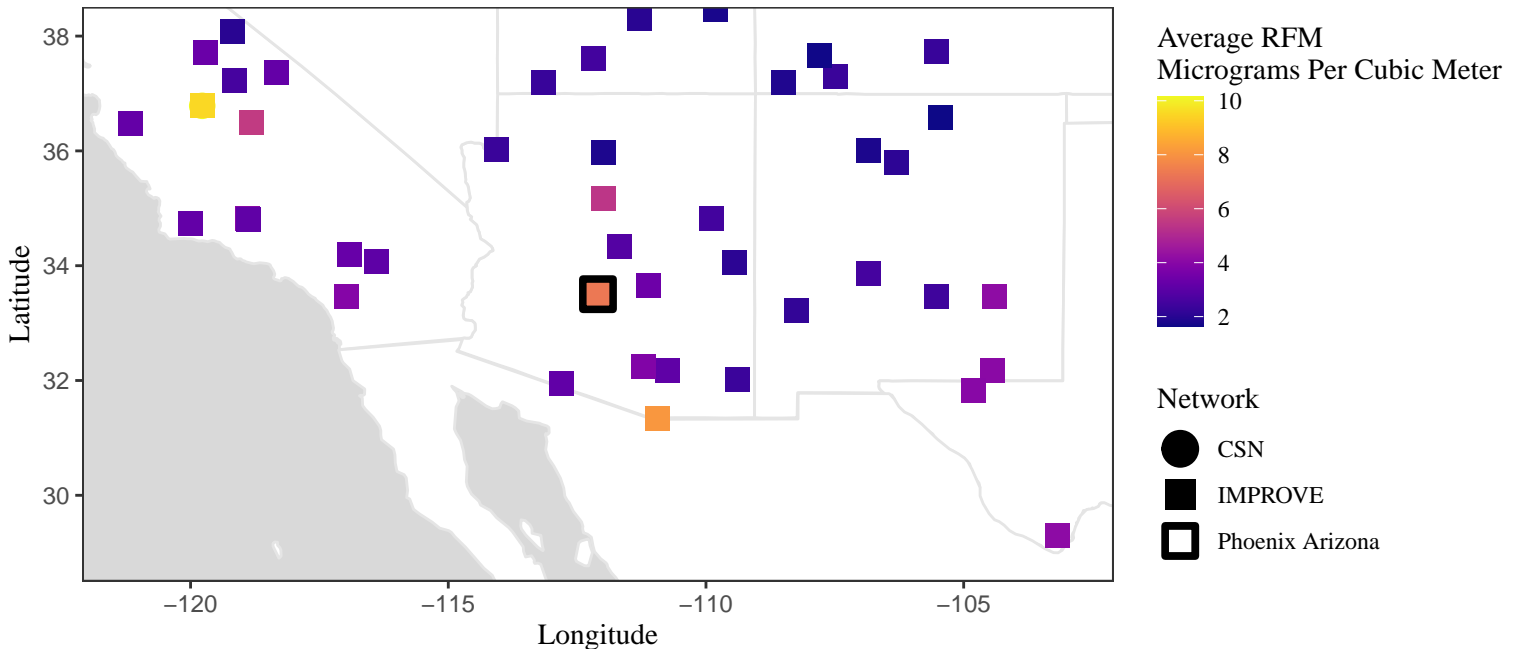 38
36
34
32
30
Latitude
−120
−115
−110
−105
Longitude
Average RFM
Micrograms Per Cubic Meter
10
8
6
4
2
Network
CSN
IMPROVE
Phoenix Arizona